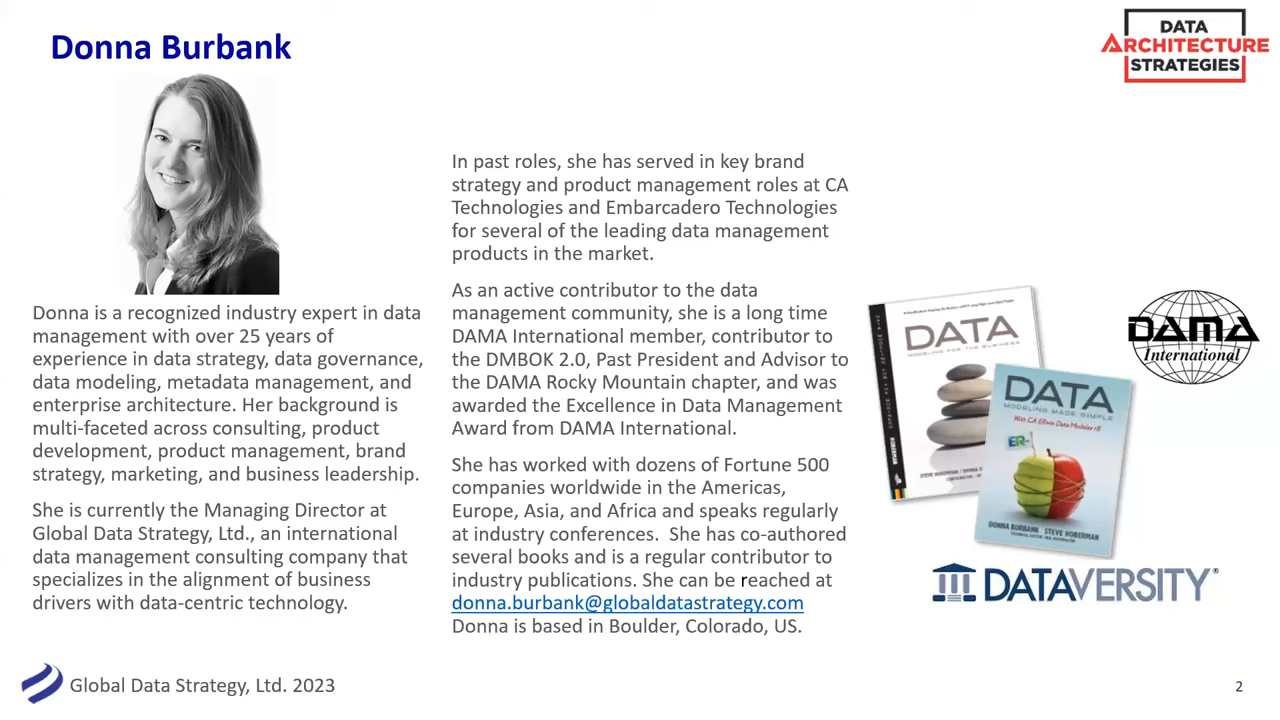 Donna Burbank
DATA
ARCHITECTURE
STRATEGIES
Donna is a recognized industry expert in data
management with over 25 years of
experience in data strategy, data governance,
data modeling, metadata management, and
enterprise architecture. Her background is
multi-faceted across consulting, product
development, product management, brand
strategy, marketing, and business leadership.
She is currently the Managing Director at
Global Data Strategy, Ltd., an international
data management consulting company that
specializes in the alignment of business
drivers with data-centric technology.
In past roles, she has served in key brand
strategy and product management roles at CA
Technologies and Embarcadero Technologies
for several of the leading data management
products in the market.
As an active contributor to the data
management community, she is a long time
DAMA International member, contributor to
the DMBOK 2.0, Past President and Advisor to
the DAMA Rocky Mountain chapter, and was
awarded the Excellence in Data Management
Award from DAMA International.
She has worked with dozens of Fortune 500
companies worldwide in the Americas,
Europe, Asia, and Africa and speaks regularly
at industry conferences. She has co-authored
several books and is a regular contributor to
industry publications. She can be reached at
donna.burbank@globaldatastrategy.com
Donna is based in Boulder, Colorado, US.
DATA
MODELING FOR THE BUSINESS
HOBERMAN
STEVE HOBERMAN
DATA
MODELING MADE SIMPLE
With CA ERwin Data Modeler r8
ER
DONNA BURBANK STEVE HOBERMAN
DAMA
International
DATAVERSITY®
Global Data Strategy, Ltd. 2023
2